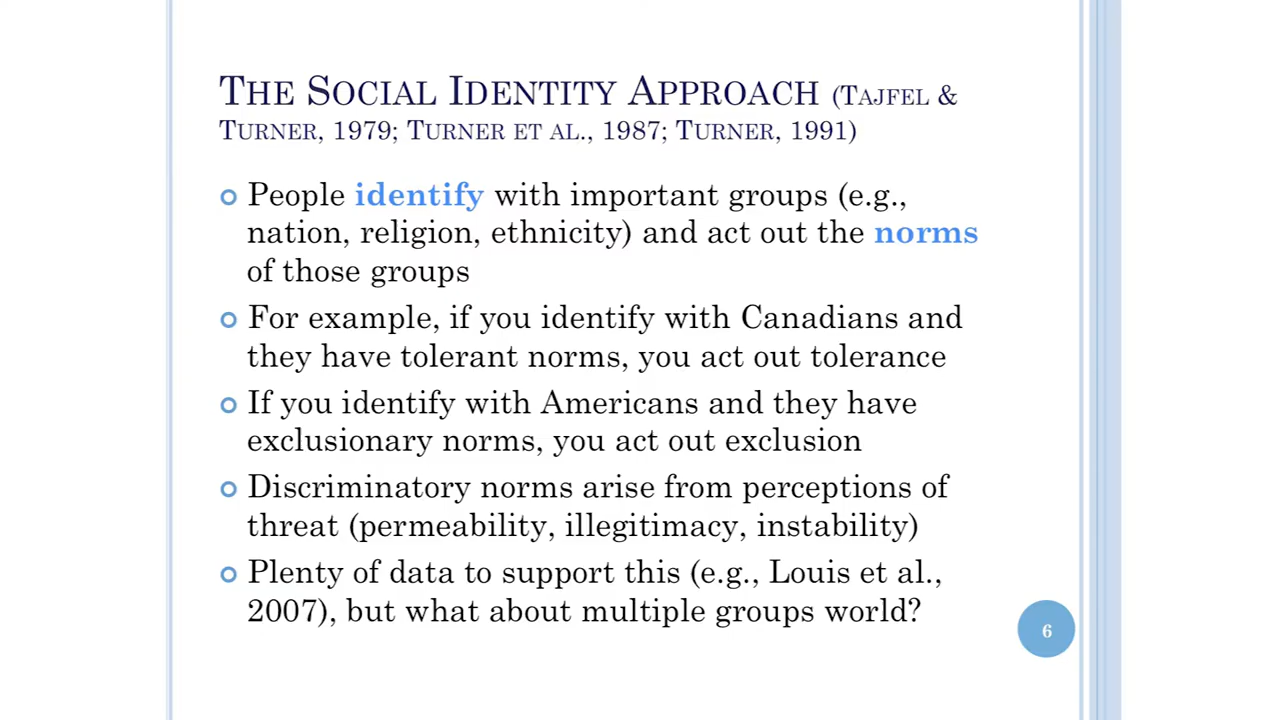 THE SOCIAL IDENTITY APPROACH (TAJFEL &
TURNER, 1979; TURNER ET AL., 1987; TURNER, 1991)
People identify with important groups (e.g.,
nation, religion, ethnicity) and act out the norms
of those groups
For example, if you identify with Canadians and
they have tolerant norms, you act out tolerance
If you identify with Americans and they have
exclusionary norms, you act out exclusion
Discriminatory norms arise from perceptions of
threat (permeability, illegitimacy, instability)
Plenty of data to support this (e.g., Louis et al.,
2007), but what about multiple groups world?
6